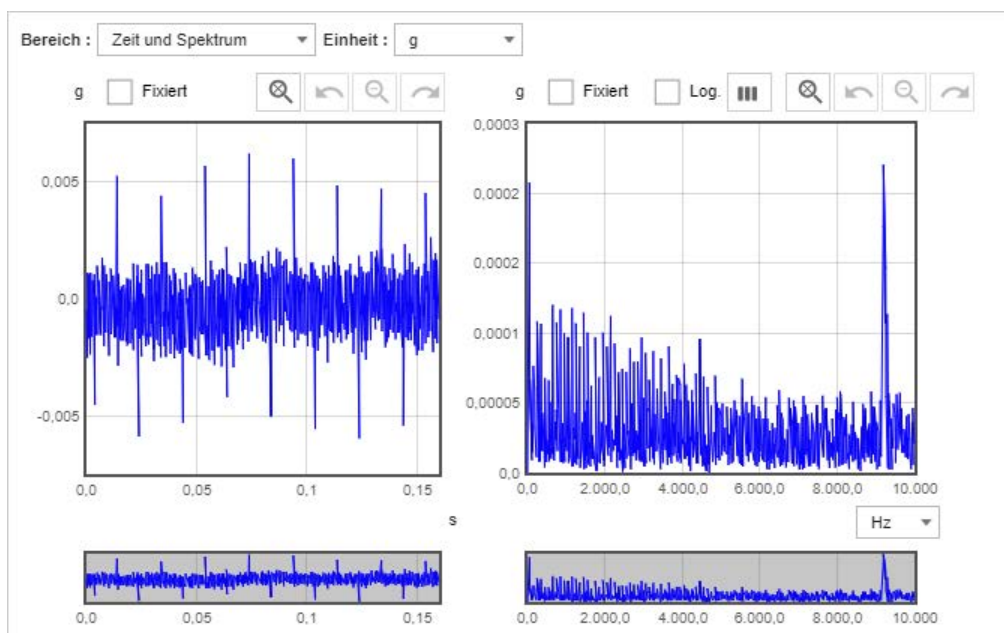 Bereich : Zeit und Spektrum Einheit : g
g Fixiert g Fixiert Log.
0,005
0,0
-0,005
0,0 0,05 0,1 0,15
s
0,0003
0,0002
0,0002
0,0001
0,00005
0,0
0,0 2.000,0 4.000,0 6.000,0 8.000,0 10.000
Hz
0,0 0,05 0,1 0,15
0,0 2.000,0 4.000,0 6.000,0 8.000,0 10.000